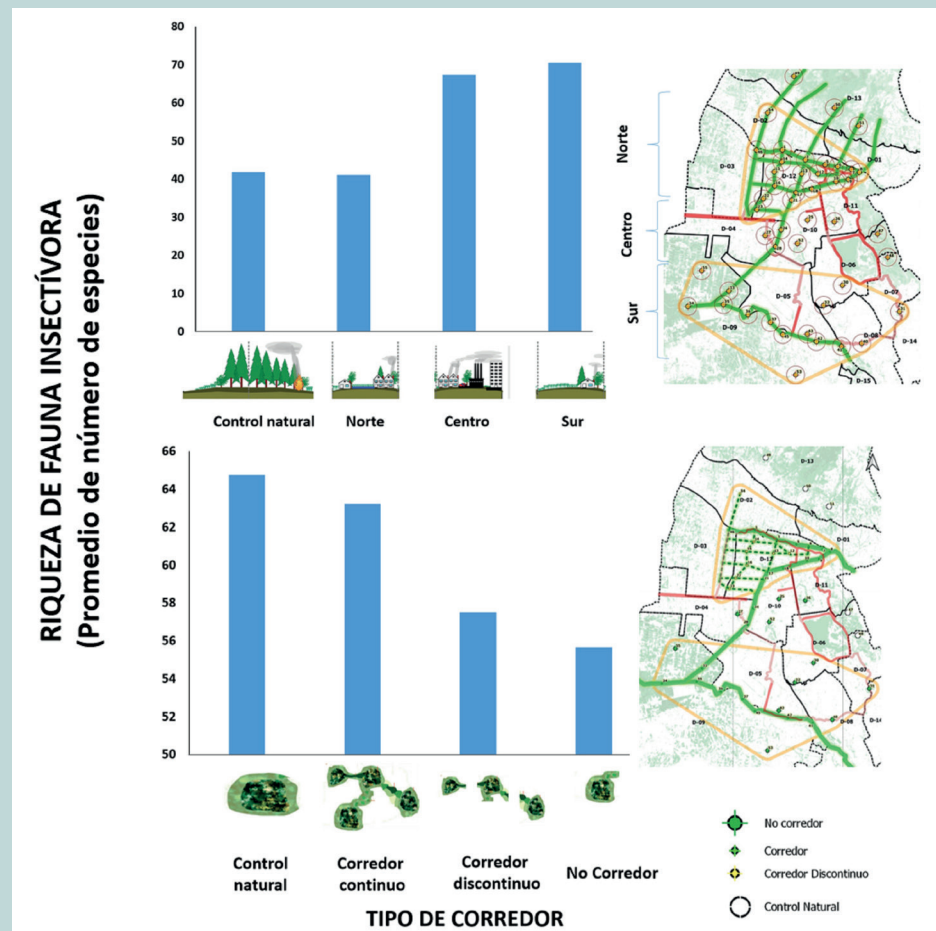 RIQUEZA DE FAUNA INSECTÍVORA
(Promedio de número de especies)
80
70
60
50
40
30
20
10
0
Control natural
Norte
Centro
Sur
Norte
Centro
Sur
D-13
D-02
D-01
D-03
D-12
D-11
D-04
D-10
D-06
D-02
D-05
D-09
D-08
D-14
D-15
66
64
62
60
58
56
54
52
50
Control
natural
Corredor
continuo
Corredor
discontinuo
No Corredor
TIPO DE CORREDOR
D-13
D-02
D-01
D-03
D-11
D-04
D-10
D-06
D-05
D-07
D-09
D-08
No corredor
Corredor
Corredor Discontinuo
Control Natural